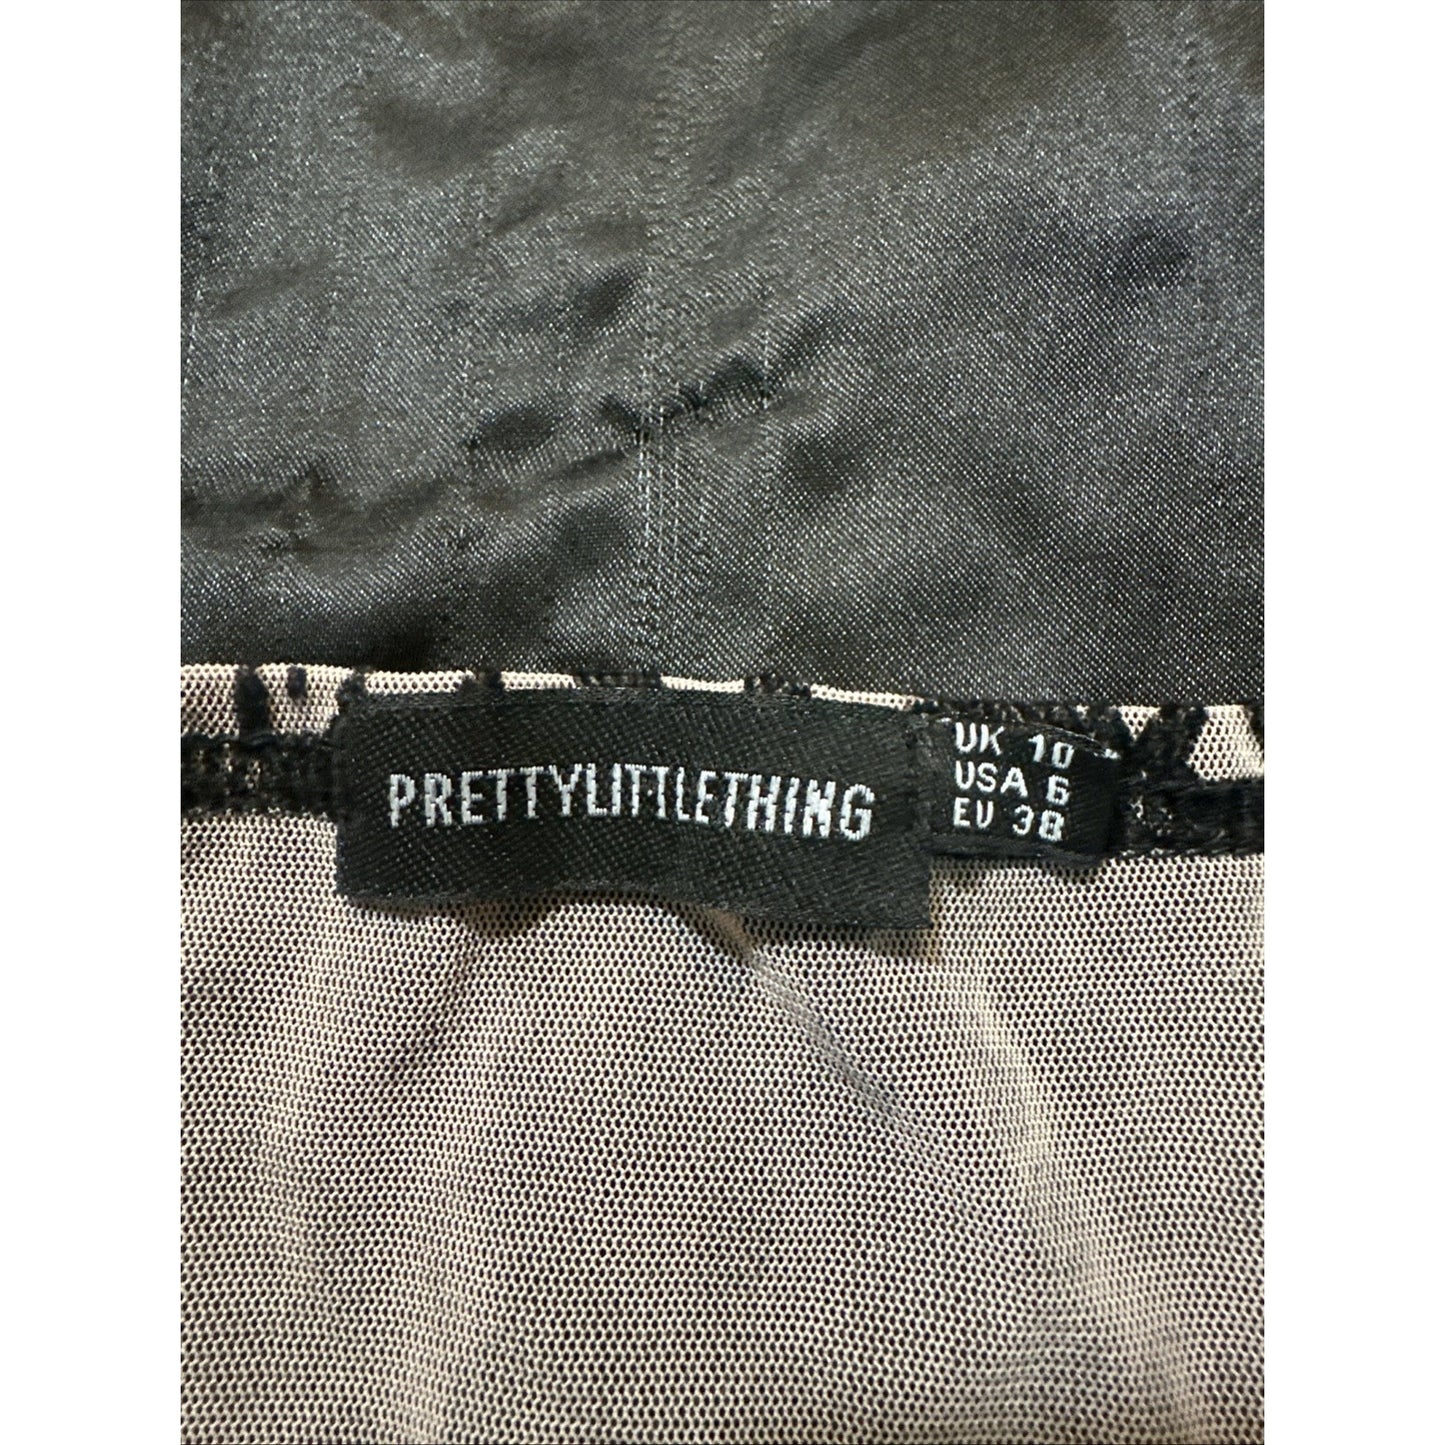 PRETTYLITTLETHING
UK 10
USA 6
EU 38